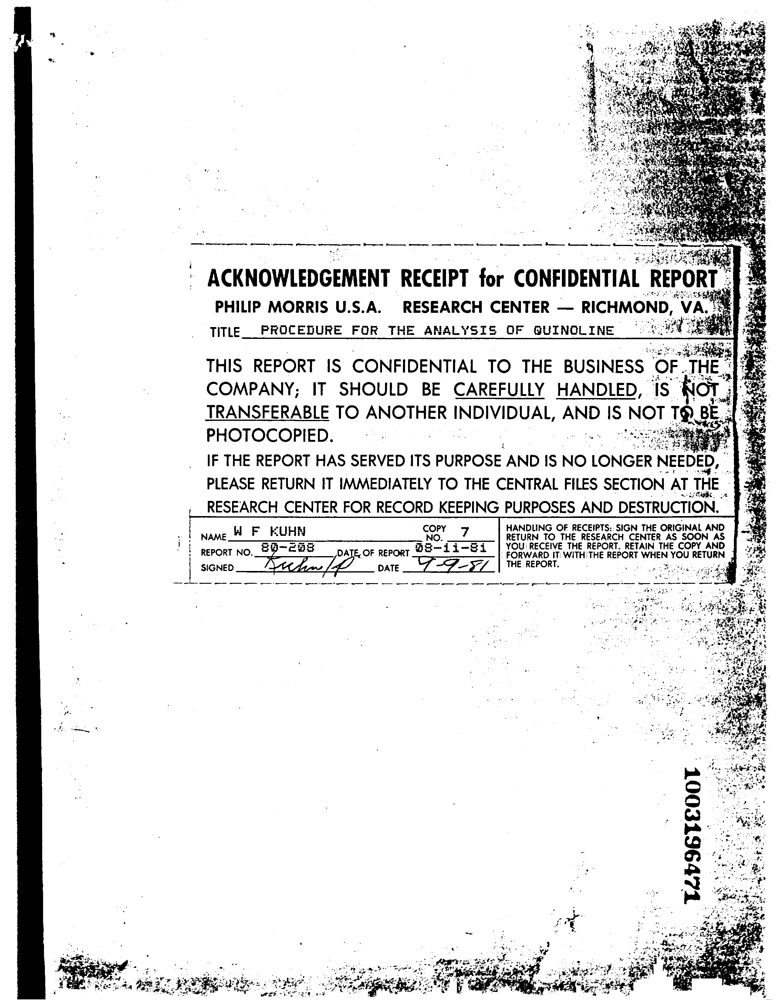 ACKNOWLEDGEMENT RECEIPT for CONFIDENTIAL REPORT
PHILIP MORRIS U.S.A. RESEARCH CENTER — RICHMOND, VA.
TITLE PROCEDURE FOR THE ANALYSIS OF QUINOLINE
THIS REPORT IS CONFIDENTIAL TO THE BUSINESS OF THE
COMPANY; IT SHOULD BE CAREFULLY HANDLED, IS NOT
TRANSFERABLE TO ANOTHER INDIVIDUAL, AND IS NOT TO BE
PHOTOCOPIED.
IF THE REPORT HAS SERVED ITS PURPOSE AND IS NO LONGER NEEDED,
PLEASE RETURN IT IMMEDIATELY TO THE CENTRAL FILES SECTION AT THE
RESEARCH CENTER FOR RECORD KEEPING PURPOSES AND DESTRUCTION.
NAME W F KUHN COPY NO. 7
REPORT NO. 80-208 DATE OF REPORT 08-11-81
SIGNED Kuhn/P DATE 9-9-81
HANDLING OF RECEIPTS: SIGN THE ORIGINAL AND
RETURN TO THE RESEARCH CENTER AS SOON AS
YOU RECEIVE THE REPORT. RETAIN THE COPY AND
FORWARD IT WITH THE REPORT WHEN YOU RETURN
THE REPORT.
1003196471